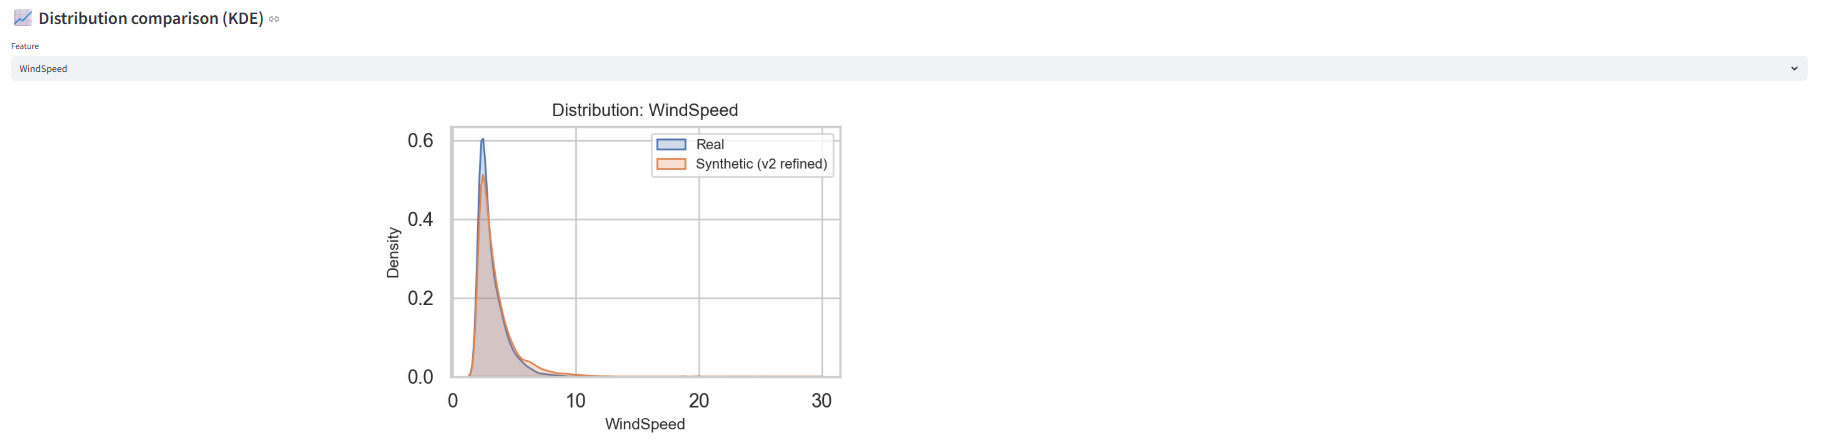 Distribution comparison (KDE)
Feature
WindSpeed
Distribution: WindSpeed
Real
Synthetic (v2 refined)
Density
0.6
0.4
0.2
0.0
0 10 20 30
WindSpeed